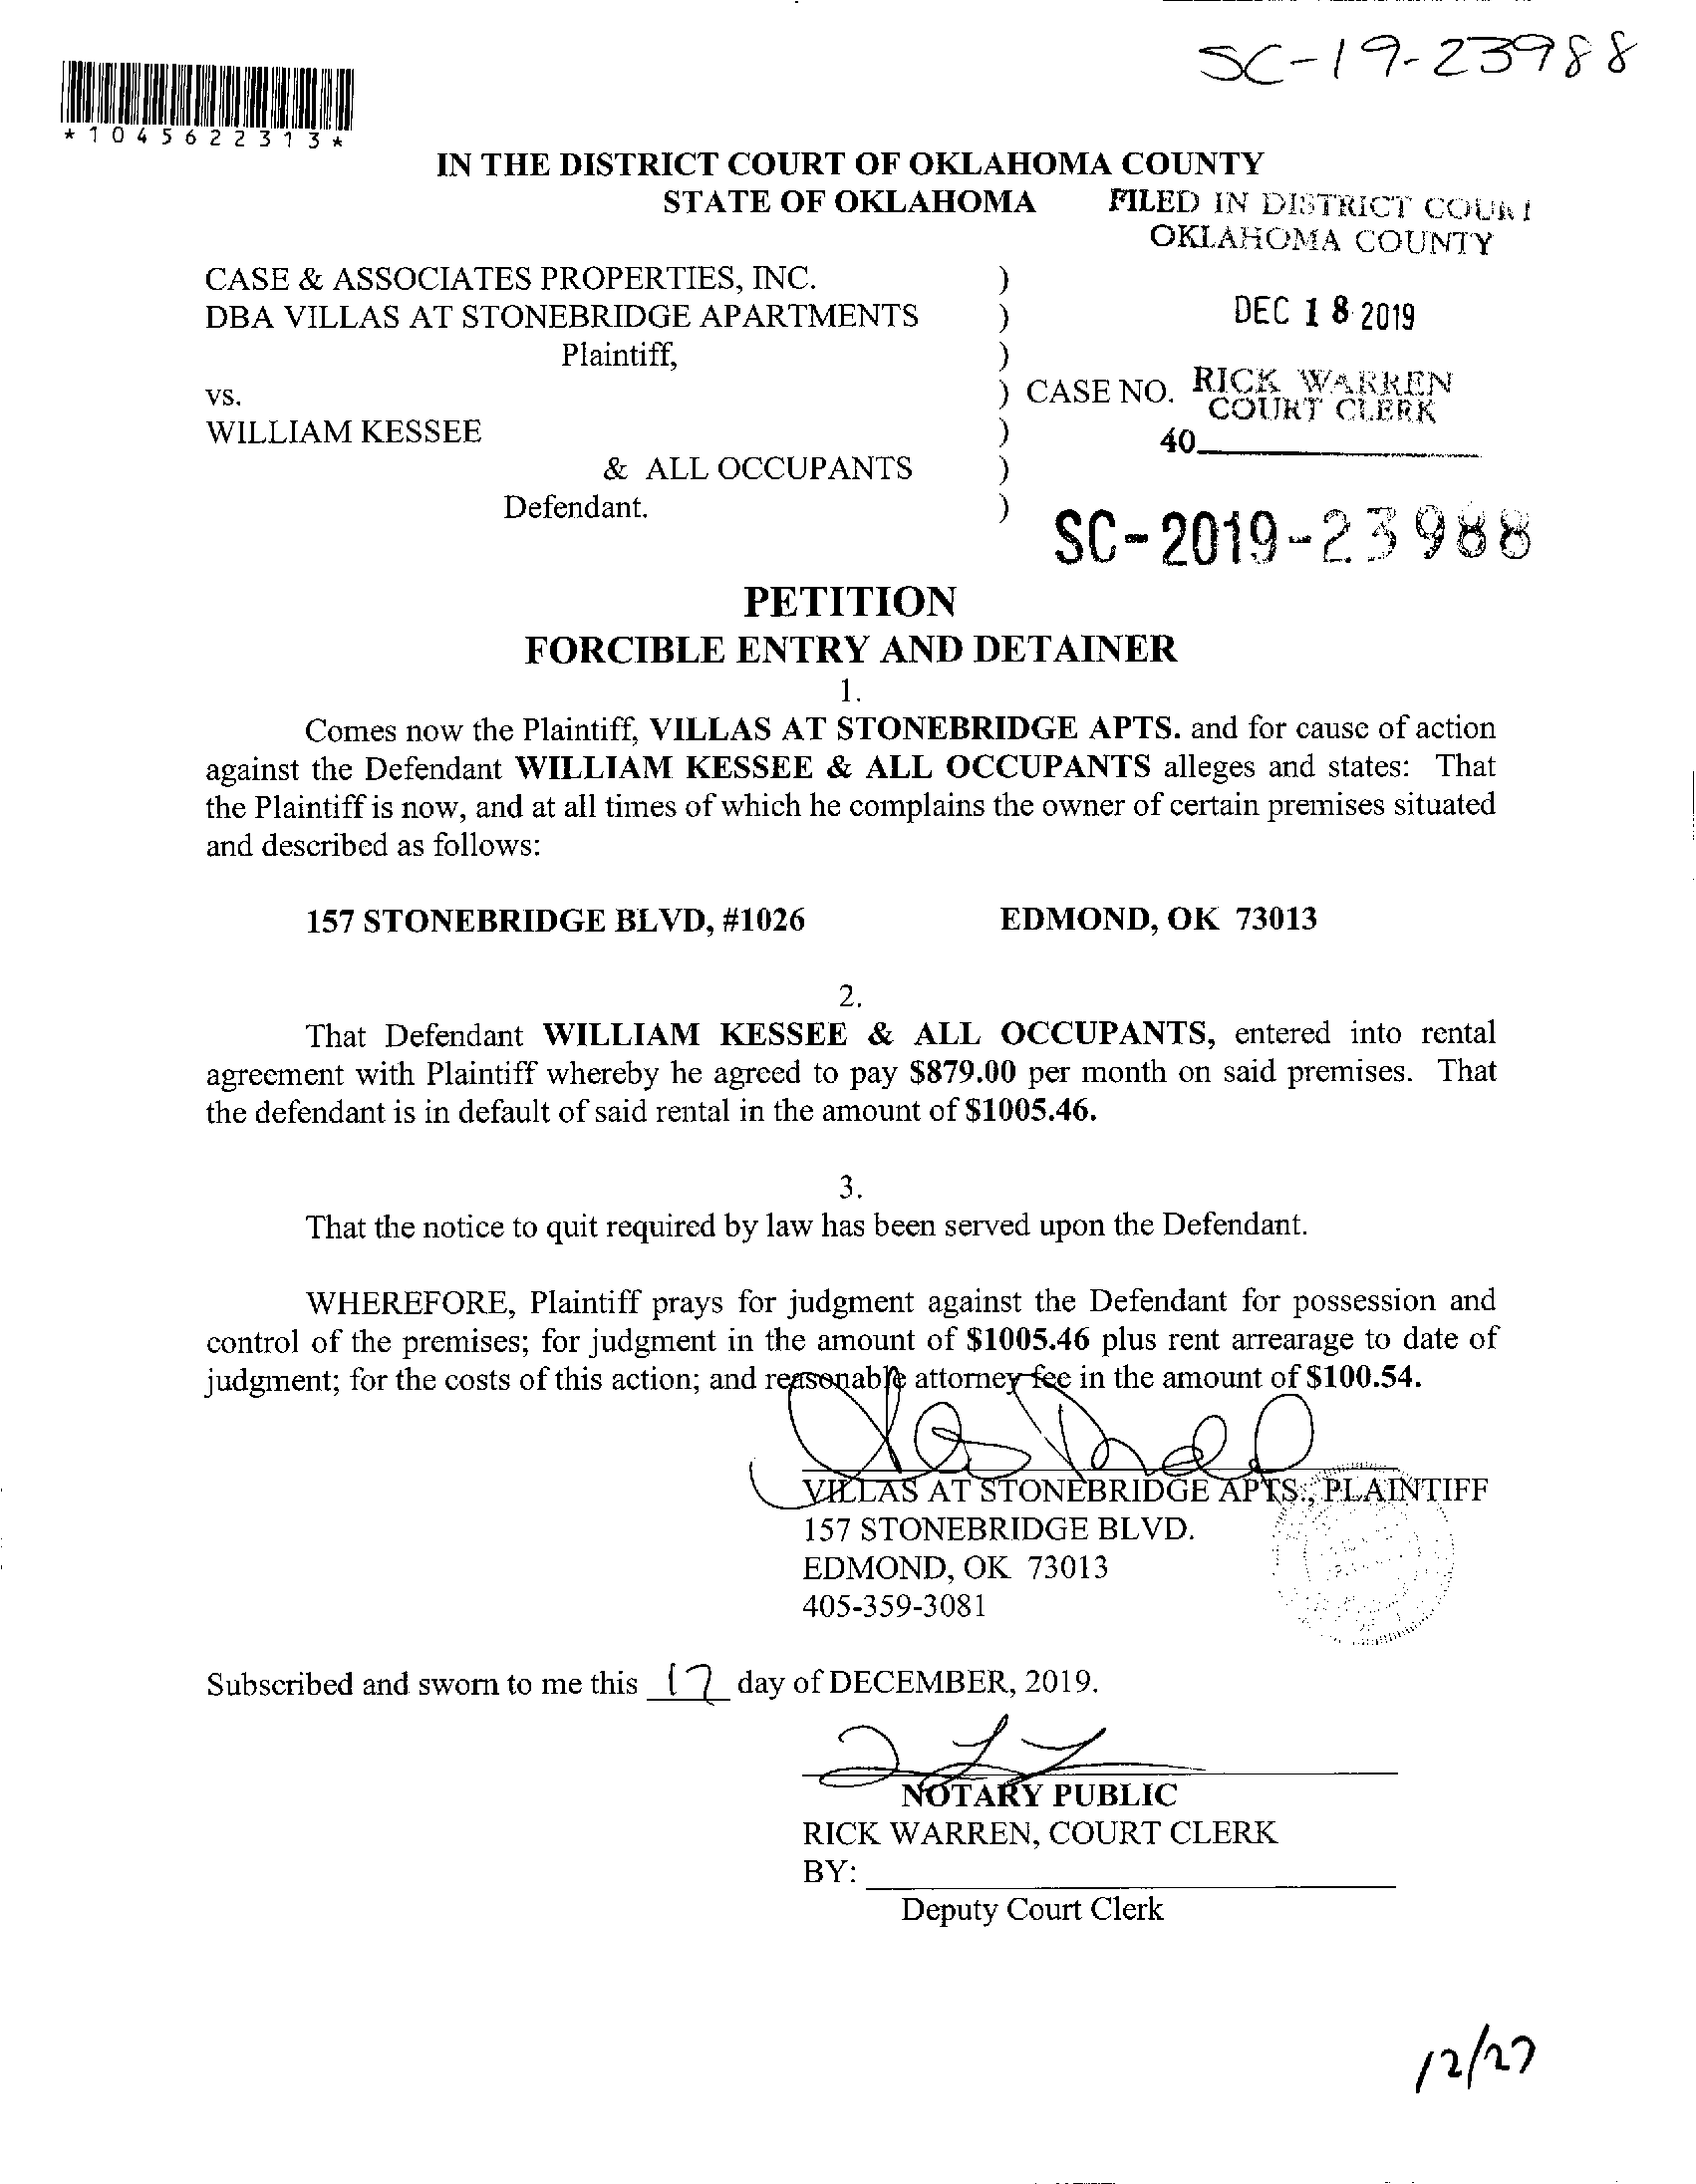 SC-19-23988
*1045622313*
IN THE DISTRICT COURT OF OKLAHOMA COUNTY
STATE OF OKLAHOMA
FILED IN DISTRICT COURT
OKLAHOMA COUNTY
CASE & ASSOCIATES PROPERTIES, INC. )
DBA VILLAS AT STONEBRIDGE APARTMENTS )
DEC 18 2019
Plaintiff, )
vs. ) CASE NO.
RICK WARREN
COURT CLERK
WILLIAM KESSEE )
40
& ALL OCCUPANTS )
Defendant. )
SC-2019-23988
PETITION
FORCIBLE ENTRY AND DETAINER
1.
Comes now the Plaintiff, VILLAS AT STONEBRIDGE APTS. and for cause of action
against the Defendant WILLIAM KESSEE & ALL OCCUPANTS alleges and states: That
the Plaintiff is now, and at all times of which he complains the owner of certain premises situated
and described as follows:
157 STONEBRIDGE BLVD, #1026 EDMOND, OK 73013
2.
That Defendant WILLIAM KESSEE & ALL OCCUPANTS, entered into rental
agreement with Plaintiff whereby he agreed to pay $879.00 per month on said premises. That
the defendant is in default of said rental in the amount of $1005.46.
3.
That the notice to quit required by law has been served upon the Defendant.
WHEREFORE, Plaintiff prays for judgment against the Defendant for possession and
control of the premises; for judgment in the amount of $1005.46 plus rent arrearage to date of
judgment; for the costs of this action; and reasonable attorney fee in the amount of $100.54.
VILLAS AT STONEBRIDGE APTS., PLAINTIFF
157 STONEBRIDGE BLVD.
EDMOND, OK 73013
405-359-3081
Subscribed and sworn to me this 17 day of DECEMBER, 2019.
NOTARY PUBLIC
RICK WARREN, COURT CLERK
BY:
Deputy Court Clerk
12/27